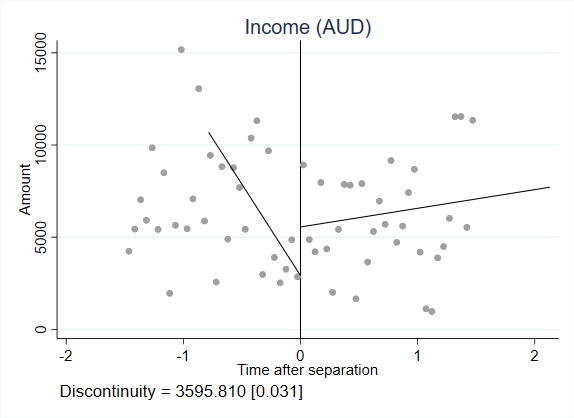 Income (AUD)
15000
10000
5000
0
Amount
-2 -1 0 1 2
Time after separation
Discontinuity = 3595.810 [0.031]